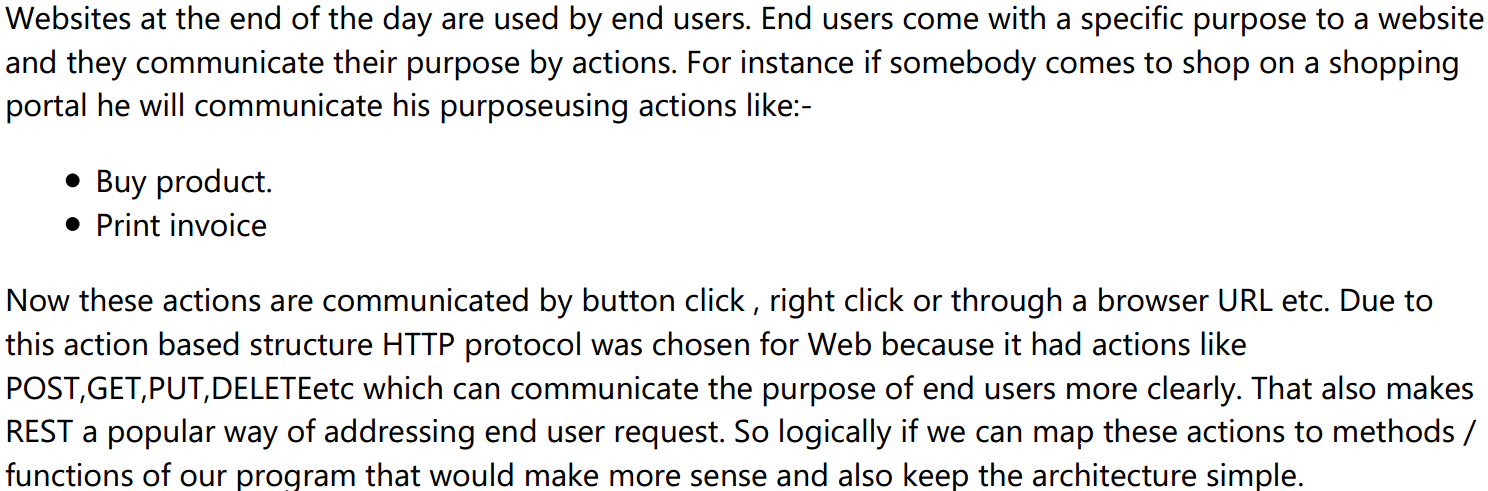 Websites at the end of the day are used by end users. End users come with a specific purpose to a website
and they communicate their purpose by actions. For instance if somebody comes to shop on a shopping
portal he will communicate his purposeusing actions like:-
● Buy product.
● Print invoice
Now these actions are communicated by button click , right click or through a browser URL etc. Due to
this action based structure HTTP protocol was chosen for Web because it had actions like
POST,GET,PUT,DELETEetc which can communicate the purpose of end users more clearly. That also makes
REST a popular way of addressing end user request. So logically if we can map these actions to methods /
functions of our program that would make more sense and also keep the architecture simple.